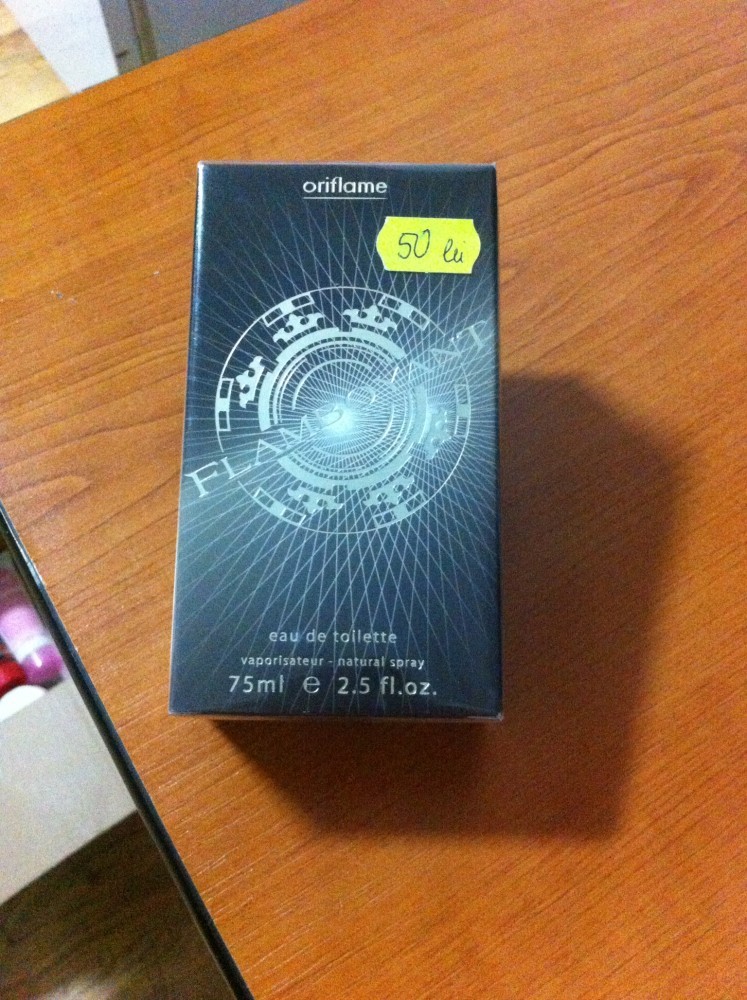 oriflame
50 lei
FLAMBOYANT
eau de toilette
vaporisateur - natural spray
75ml e 2.5 fl.oz.